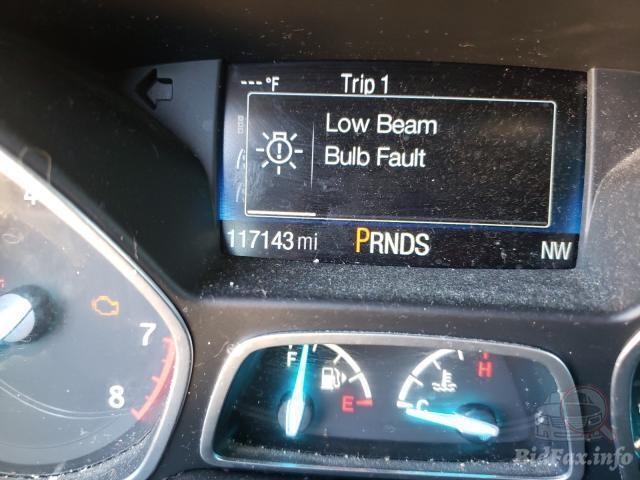 ---°F Trip 1
Low Beam
Bulb Fault
117143 mi PRNDS NW
4
7
8
F E
C H
BidFax.info